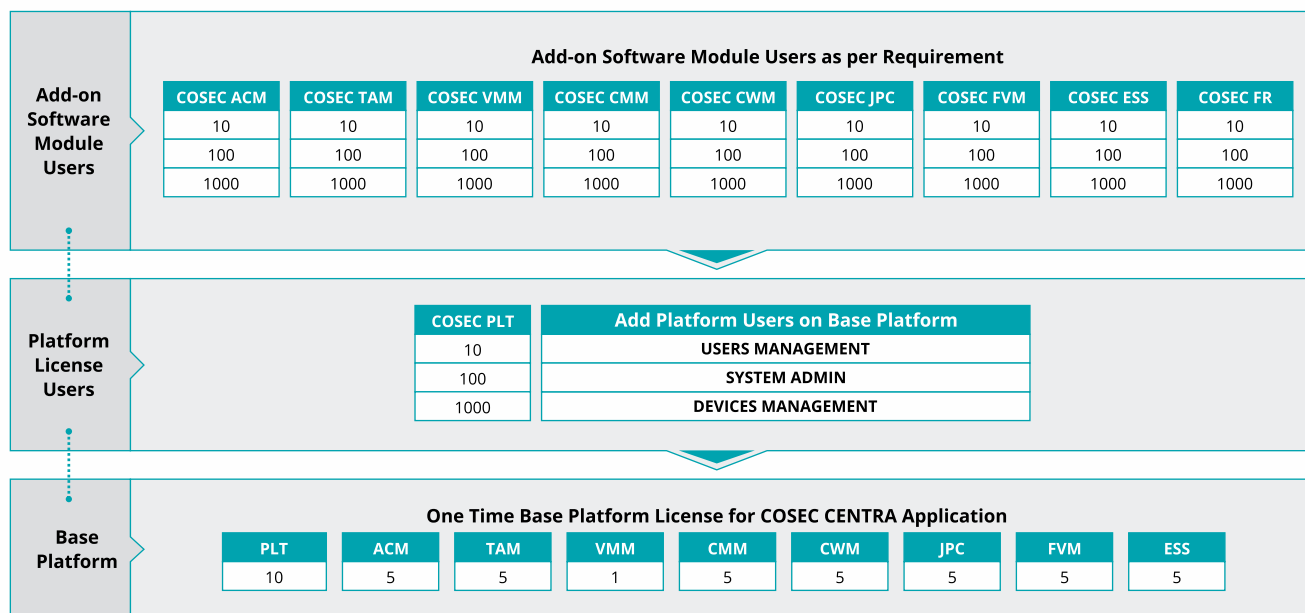 Add-on
Software
Module
Users
Add-on Software Module Users as per Requirement
COSEC ACM COSEC TAM COSEC VMM COSEC CMM COSEC CWM COSEC JPC COSEC FVM COSEC ESS COSEC FR
10 10 10 10 10 10 10 10 10
100 100 100 100 100 100 100 100 100
1000 1000 1000 1000 1000 1000 1000 1000 1000
Platform
License
Users
COSEC PLT Add Platform Users on Base Platform
10 USERS MANAGEMENT
100 SYSTEM ADMIN
1000 DEVICES MANAGEMENT
Base
Platform
One Time Base Platform License for COSEC CENTRA Application
PLT ACM TAM VMM CMM CWM JPC FVM ESS
10 5 5 1 5 5 5 5 5